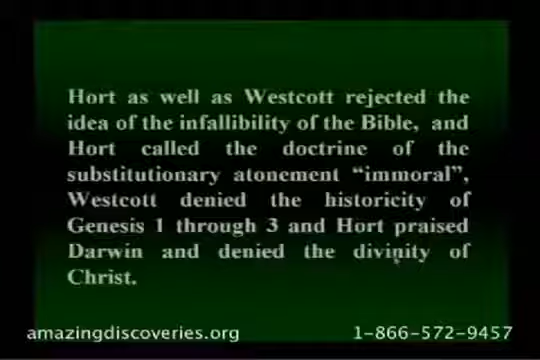 Hort as well as Westcott rejected the
idea of the infallibility of the Bible, and
Hort called the doctrine of the
substitutionary atonement “immoral”,
Westcott denied the historicity of
Genesis 1 through 3 and Hort praised
Darwin and denied the divinity of
Christ.
amazingdiscoveries.org 1-866-572-9457